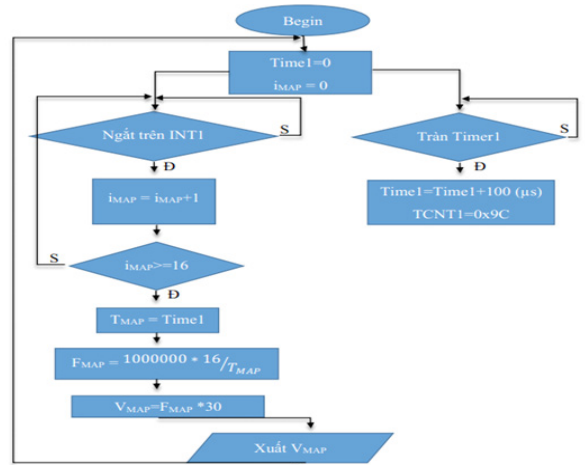 Begin
Time1=0
iMAP = 0
Ngắt trên INT1
S
Đ
iMAP = iMAP+1
iMAP>=16
S
Đ
TMAP = Time1
FMAP = 1000000 * 16/TMAP
VMAP=FMAP *30
Xuất VMAP
Tràn Timer1
S
Đ
Time1=Time1+100 (µs)
TCNT1=0x9C